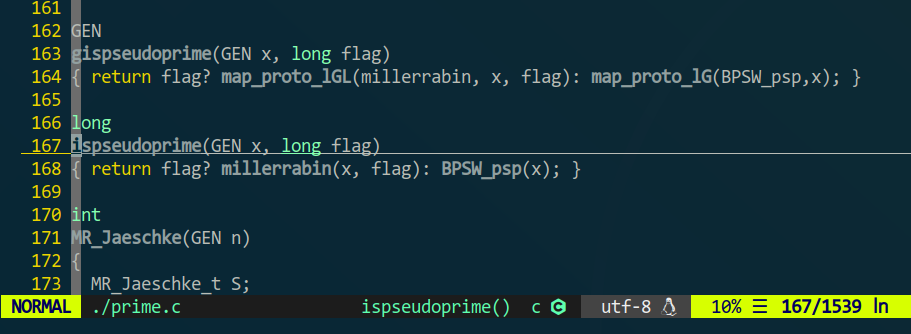 161
162 GEN
163 gispseudoprime(GEN x, long flag)
164 { return flag? map_proto_lGL(millerrabin, x, flag): map_proto_lG(BPSW_psp,x); }
165
166 long
167 ispseudoprime(GEN x, long flag)
168 { return flag? millerrabin(x, flag): BPSW_psp(x); }
169
170 int
171 MR_Jaeschke(GEN n)
172 {
173   MR_Jaeschke_t S;
NORMAL ./prime.c ispseudoprime() c utf-8 10% ☰ 167/1539 ln